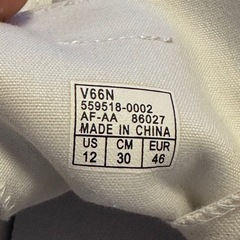 V66N
559518-0002
AF-AA 86027
MADE IN CHINA
US CM EUR
12 30 46